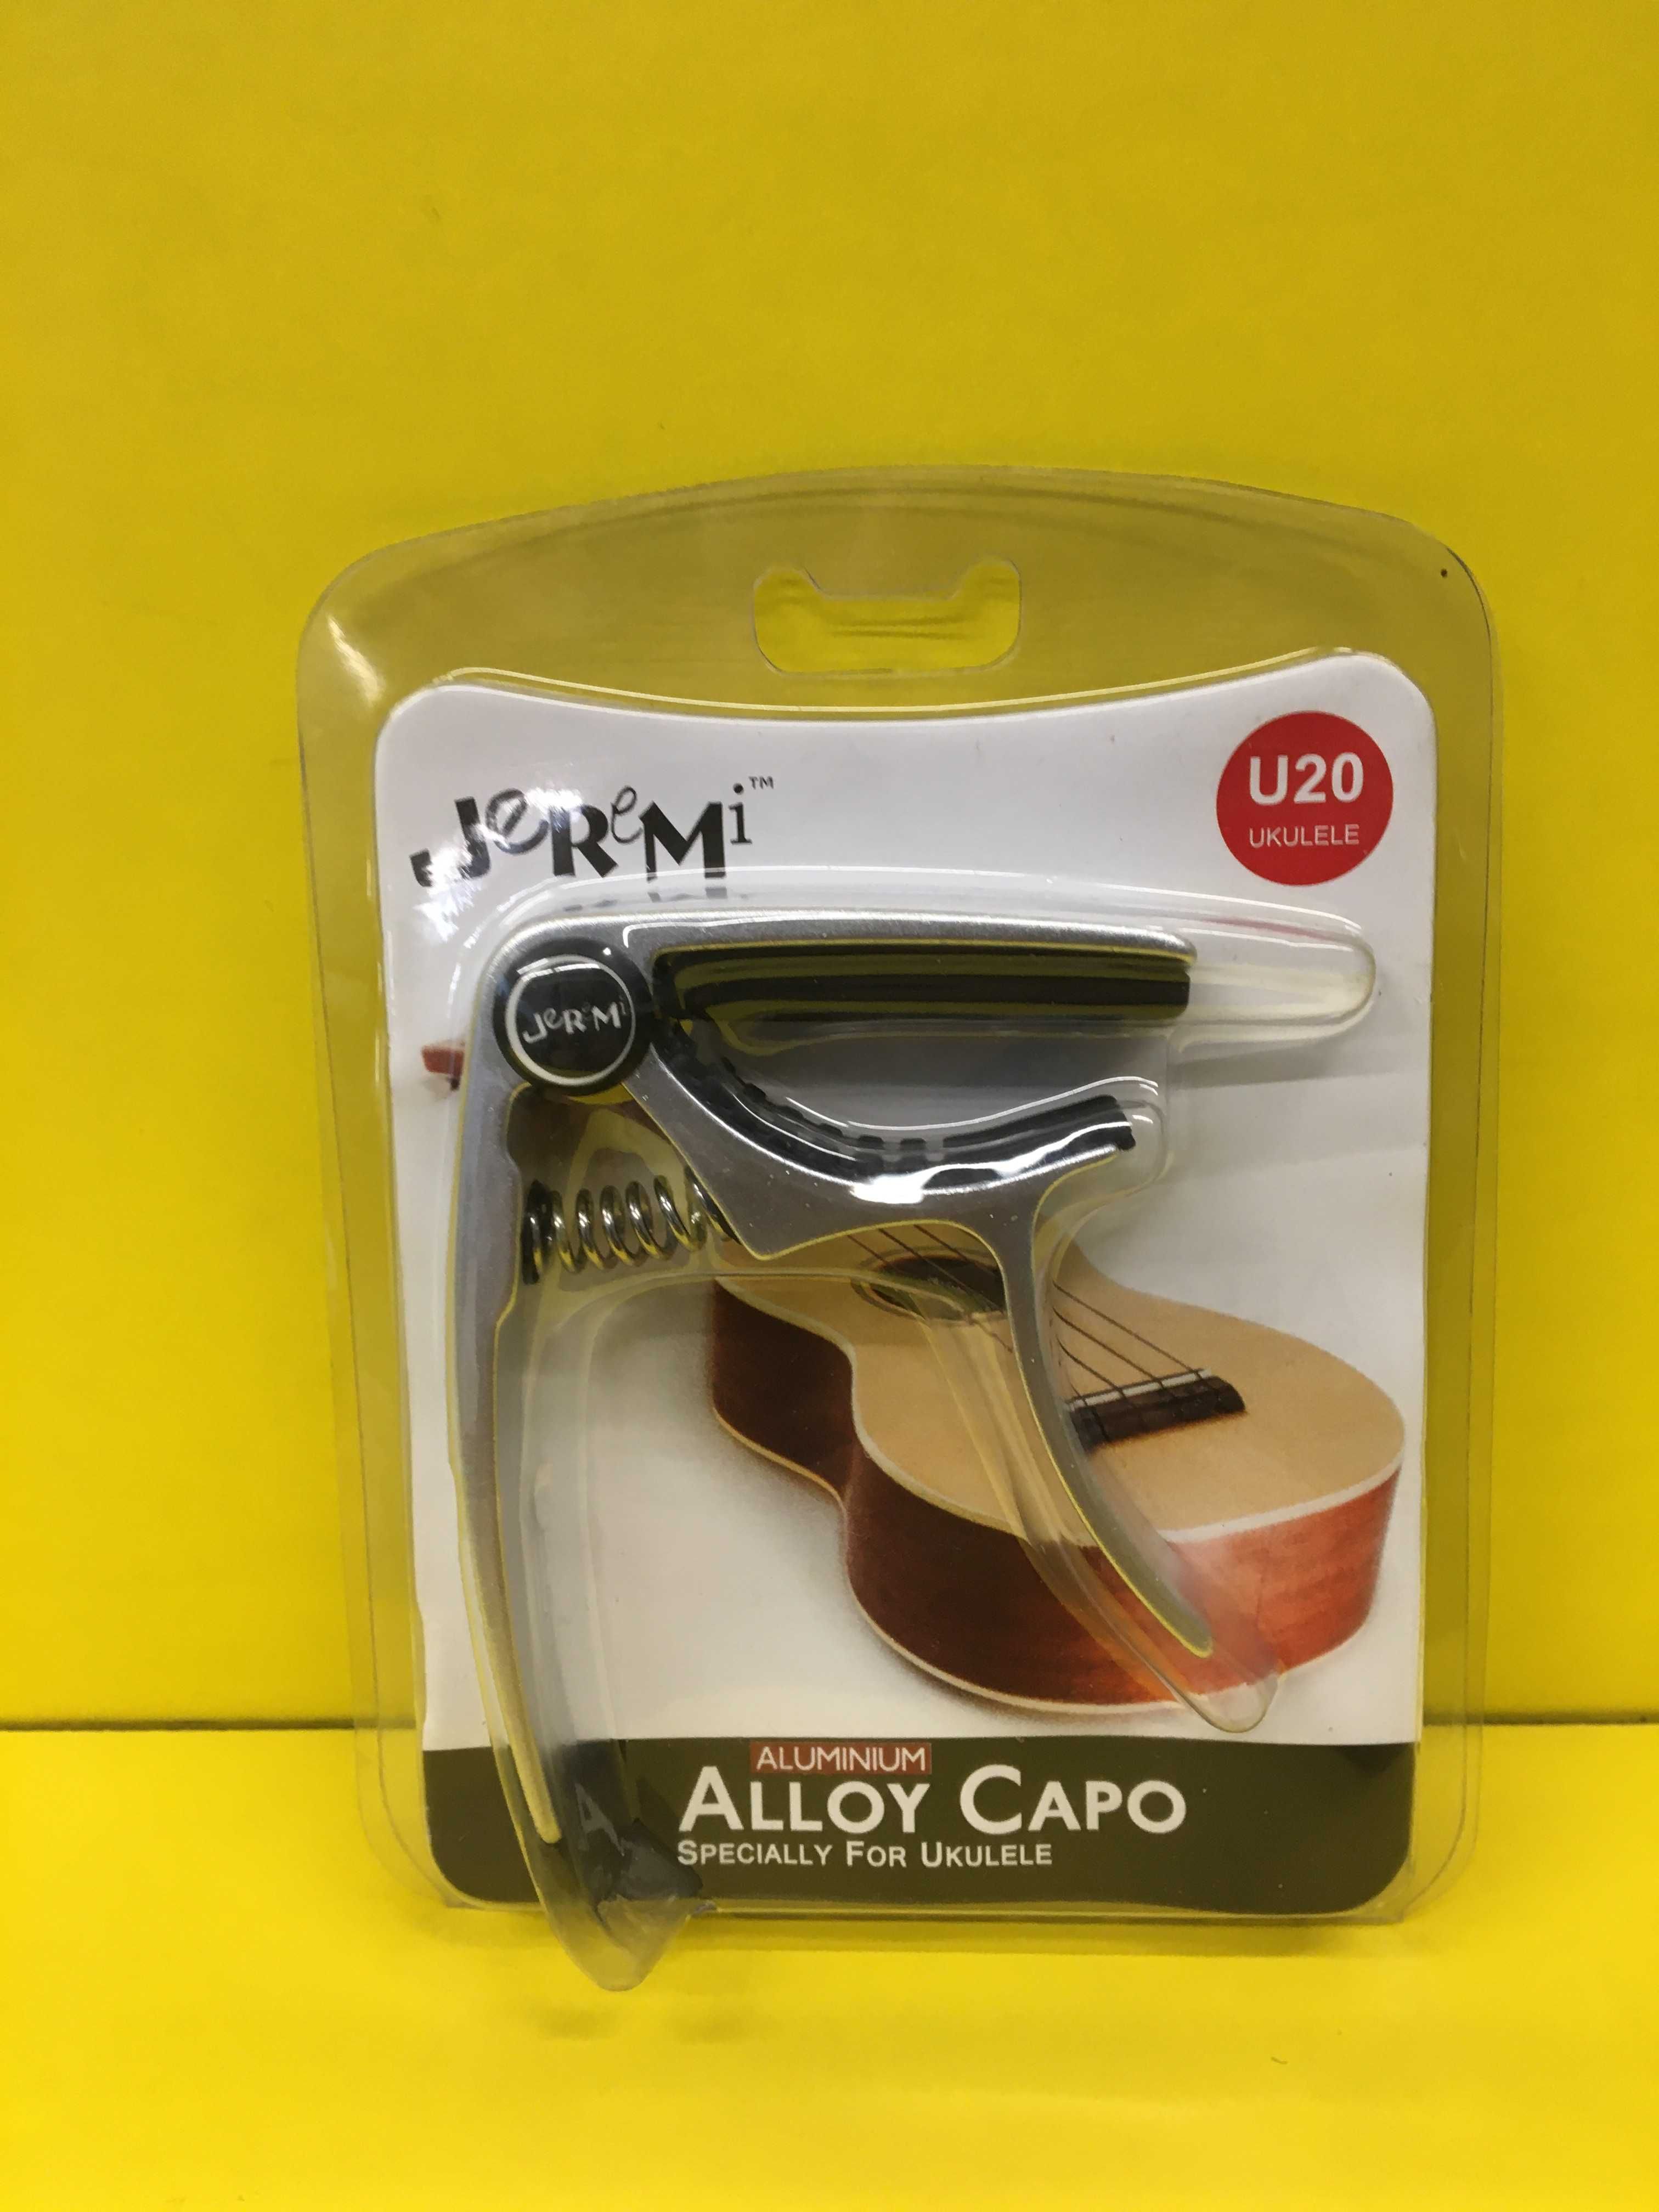 JeReMi™
U20
UKULELE
JeReMi
ALUMINIUM
ALLOY CAPO
SPECIALLY FOR UKULELE